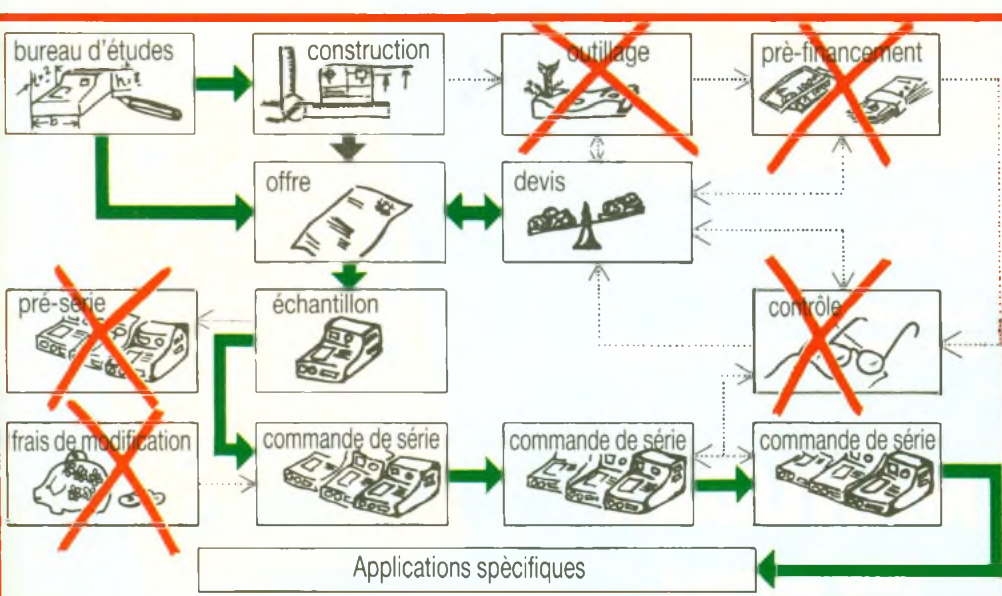 bureau d'études
construction
outillage
prè-financement
offre
devis
pré-série
échantillon
contrôle
frais de modification
commande de série
commande de série
commande de série
Applications spècifiques